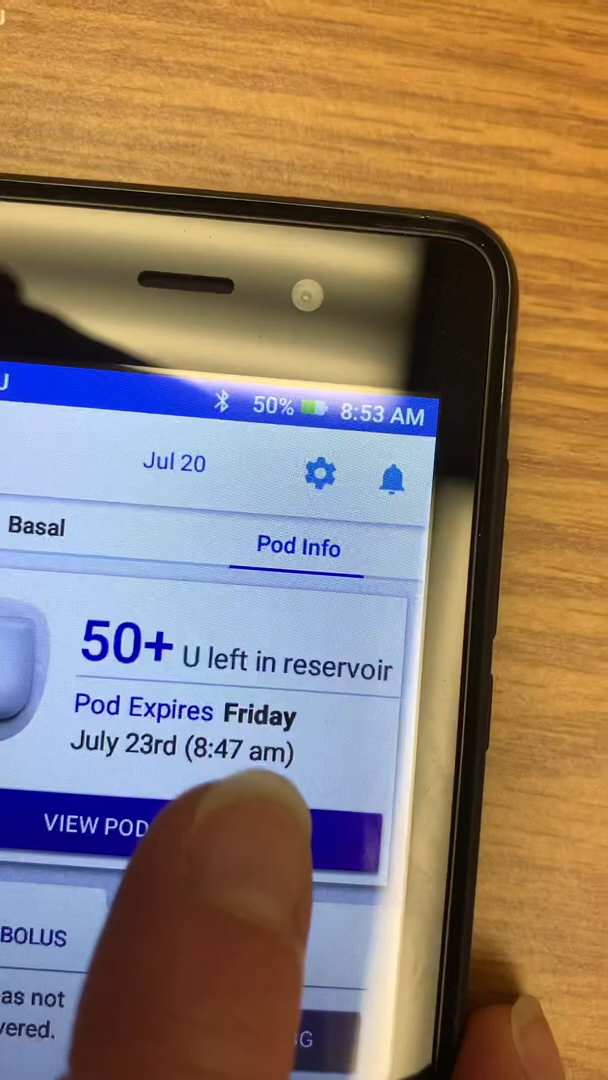 U
50% 8:53 AM
Jul 20
Basal
Pod Info
50+ U left in reservoir
Pod Expires Friday
July 23rd (8:47 am)
VIEW POD
BOLUS
as not
vered.
G